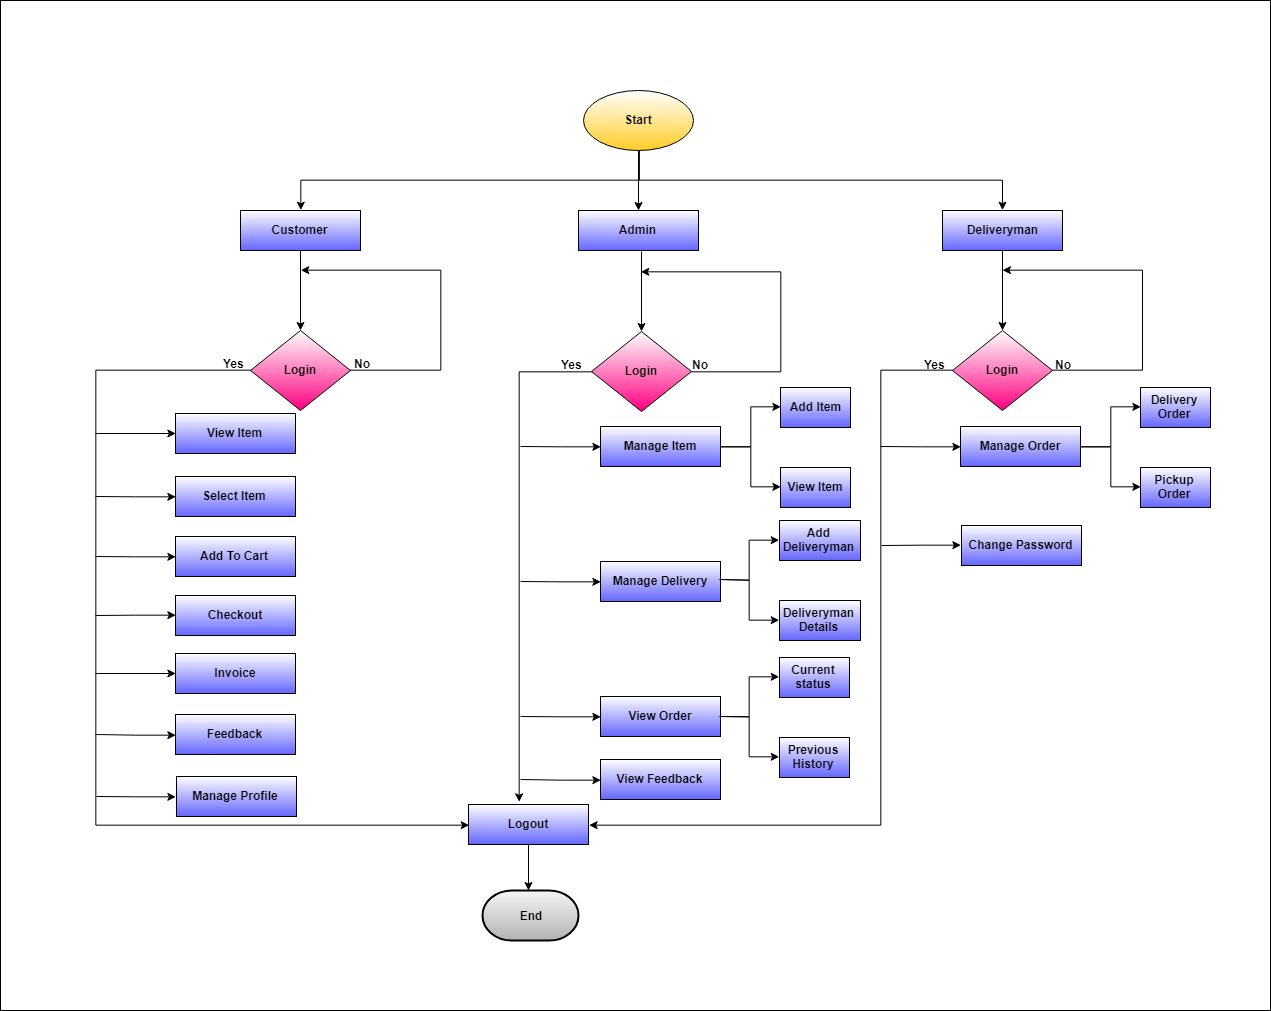 Start
Customer
Admin
Deliveryman
Yes
Login
No
Yes
Login
No
Yes
Login
No
View Item
Select Item
Add To Cart
Checkout
Invoice
Feedback
Manage Profile
Manage Item
Add Item
View Item
Manage Delivery
Add
Deliveryman
Deliveryman
Details
View Order
Current
status
Previous
History
View Feedback
Manage Order
Delivery
Order
Pickup
Order
Change Password
Logout
End